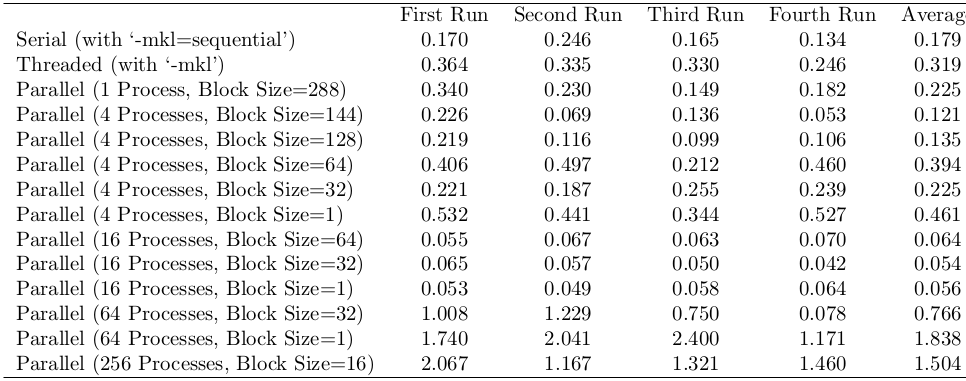 First Run Second Run Third Run Fourth Run Average
Serial (with ‘-mkl=sequential’) 0.170 0.246 0.165 0.134 0.179
Threaded (with ‘-mkl’) 0.364 0.335 0.330 0.246 0.319
Parallel (1 Process, Block Size=288) 0.340 0.230 0.149 0.182 0.225
Parallel (4 Processes, Block Size=144) 0.226 0.069 0.136 0.053 0.121
Parallel (4 Processes, Block Size=128) 0.219 0.116 0.099 0.106 0.135
Parallel (4 Processes, Block Size=64) 0.406 0.497 0.212 0.460 0.394
Parallel (4 Processes, Block Size=32) 0.221 0.187 0.255 0.239 0.225
Parallel (4 Processes, Block Size=1) 0.532 0.441 0.344 0.527 0.461
Parallel (16 Processes, Block Size=64) 0.055 0.067 0.063 0.070 0.064
Parallel (16 Processes, Block Size=32) 0.065 0.057 0.050 0.042 0.054
Parallel (16 Processes, Block Size=1) 0.053 0.049 0.058 0.064 0.056
Parallel (64 Processes, Block Size=32) 1.008 1.229 0.750 0.078 0.766
Parallel (64 Processes, Block Size=1) 1.740 2.041 2.400 1.171 1.838
Parallel (256 Processes, Block Size=16) 2.067 1.167 1.321 1.460 1.504